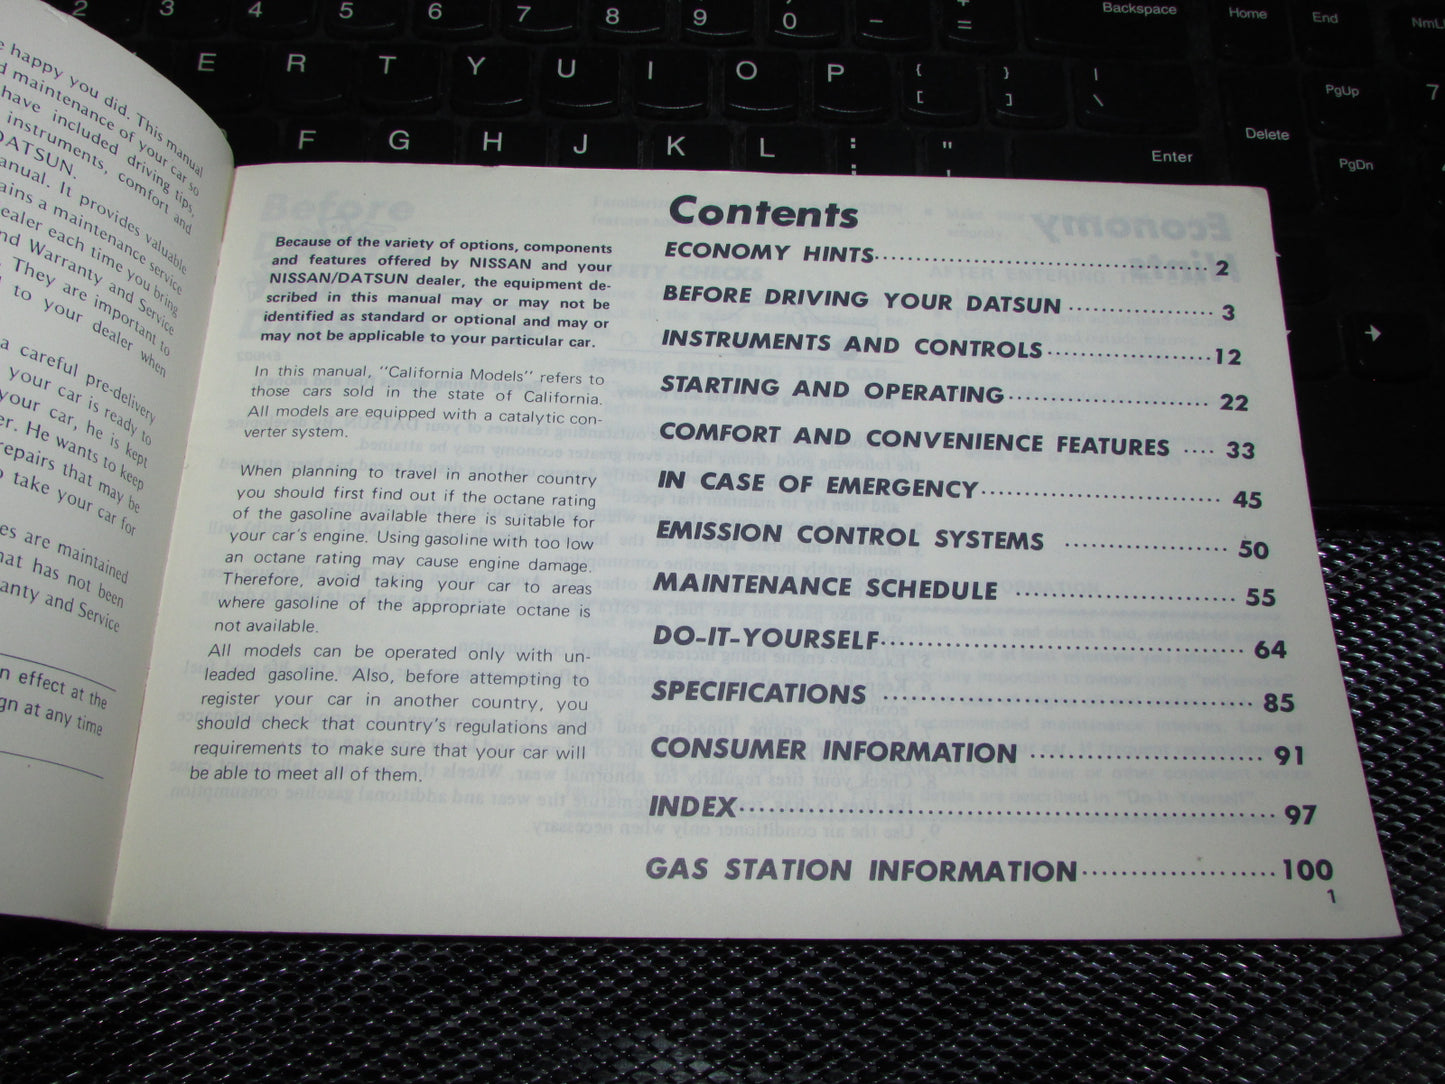 2 3 4 5 6 7 8 9 0 - + = Backspace Home End
E R T Y U I O P { [ } ] | \ PgUp 7
F G H J K L : " Enter Delete PgDn 4
happy you did. This manual
maintenance of your car so
have included driving tips,
instruments, comfort and
DATSUN.
It provides valuable
a maintenance service
each time you bring
Warranty and Service
They are important to
to your dealer when
a careful pre-delivery
your car is ready to
your car, he is kept
He wants to keep
repairs that may be
take your car for
are maintained
has not been
and Service
effect at the
at any time
Because of the variety of options, components
and features offered by NISSAN and your
NISSAN/DATSUN dealer, the equipment de-
scribed in this manual may or may not be
identified as standard or optional and may or
may not be applicable to your particular car.
In this manual, "California Models" refers to
those cars sold in the state of California.
All models are equipped with a catalytic con-
verter system.
When planning to travel in another country
you should first find out if the octane rating
of the gasoline available there is suitable for
your car's engine. Using gasoline with too low
an octane rating may cause engine damage.
Therefore, avoid taking your car to areas
where gasoline of the appropriate octane is
not available.
All models can be operated only with un-
leaded gasoline. Also, before attempting to
register your car in another country, you
should check that country's regulations and
requirements to make sure that your car will
be able to meet all of them.
Contents
ECONOMY HINTS 2
BEFORE DRIVING YOUR DATSUN 3
INSTRUMENTS AND CONTROLS 12
STARTING AND OPERATING 22
COMFORT AND CONVENIENCE FEATURES 33
IN CASE OF EMERGENCY 45
EMISSION CONTROL SYSTEMS 50
MAINTENANCE SCHEDULE 55
DO-IT-YOURSELF 64
SPECIFICATIONS 85
CONSUMER INFORMATION 91
INDEX 97
GAS STATION INFORMATION 100
1